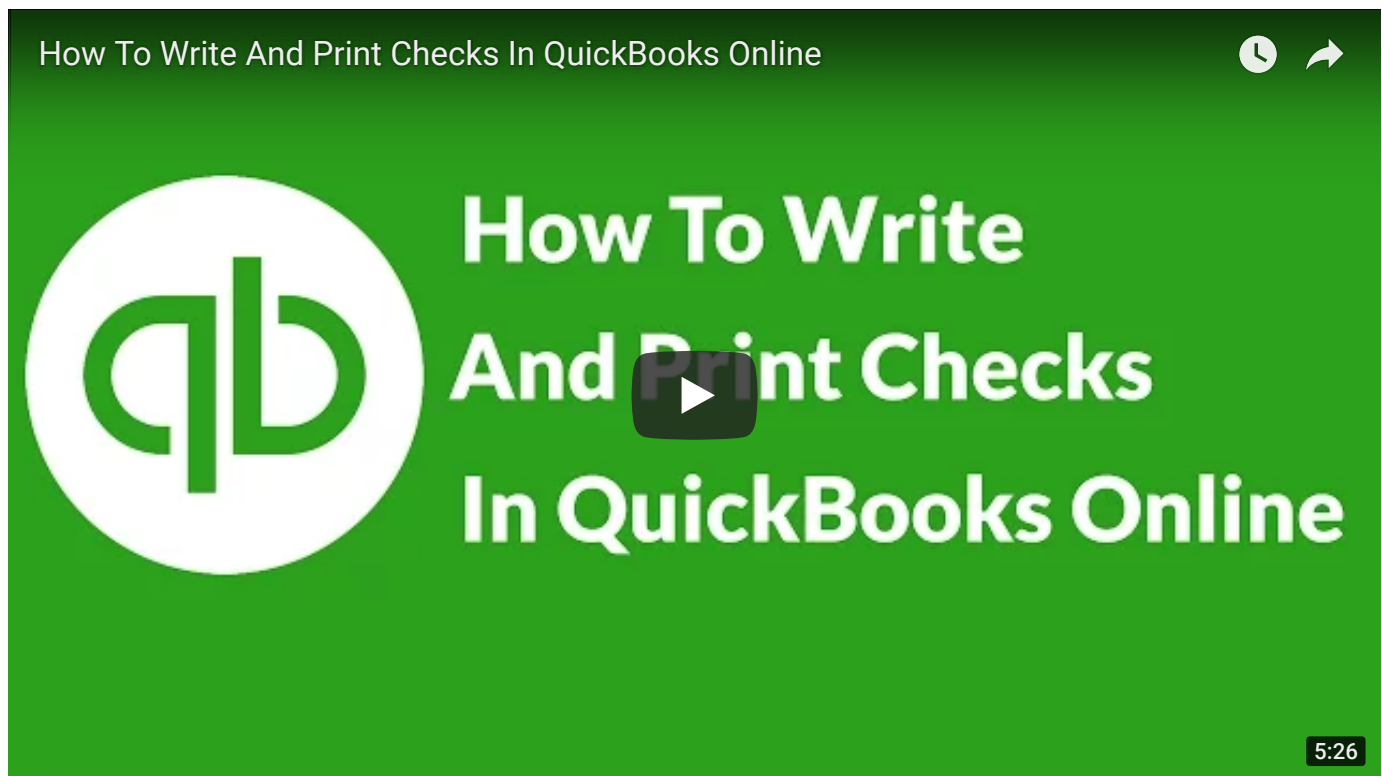 How To Write And Print Checks In QuickBooks Online
qb
How To Write
And Print Checks
In QuickBooks Online
5:26